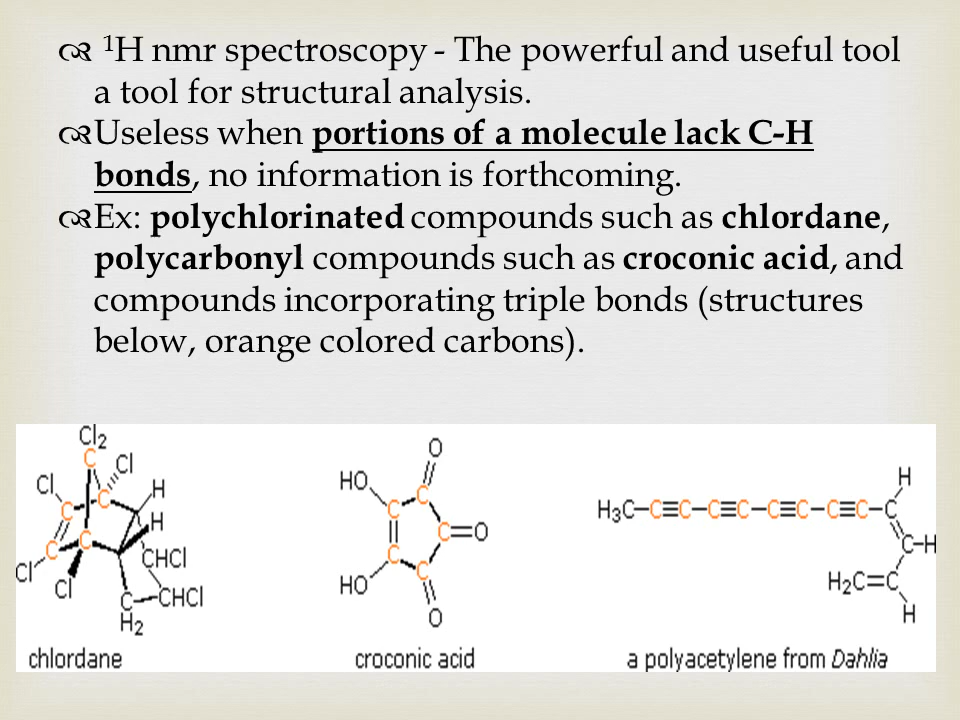 ¹H nmr spectroscopy - The powerful and useful tool
a tool for structural analysis.
Useless when portions of a molecule lack C-H
bonds, no information is forthcoming.
Ex: polychlorinated compounds such as chlordane,
polycarbonyl compounds such as croconic acid, and
compounds incorporating triple bonds (structures
below, orange colored carbons).
Cl2
C
Cl
Cl
C
H
C
H
C
C
Cl
Cl
CHCl
C
CHCl
H2
chlordane
O
HO
C
C
C=O
C
C
HO
O
croconic acid
H
H3C-C≡C-C≡C-C≡C-C≡C-C
C-H
H2C=C
H
a polyacetylene from Dahlia